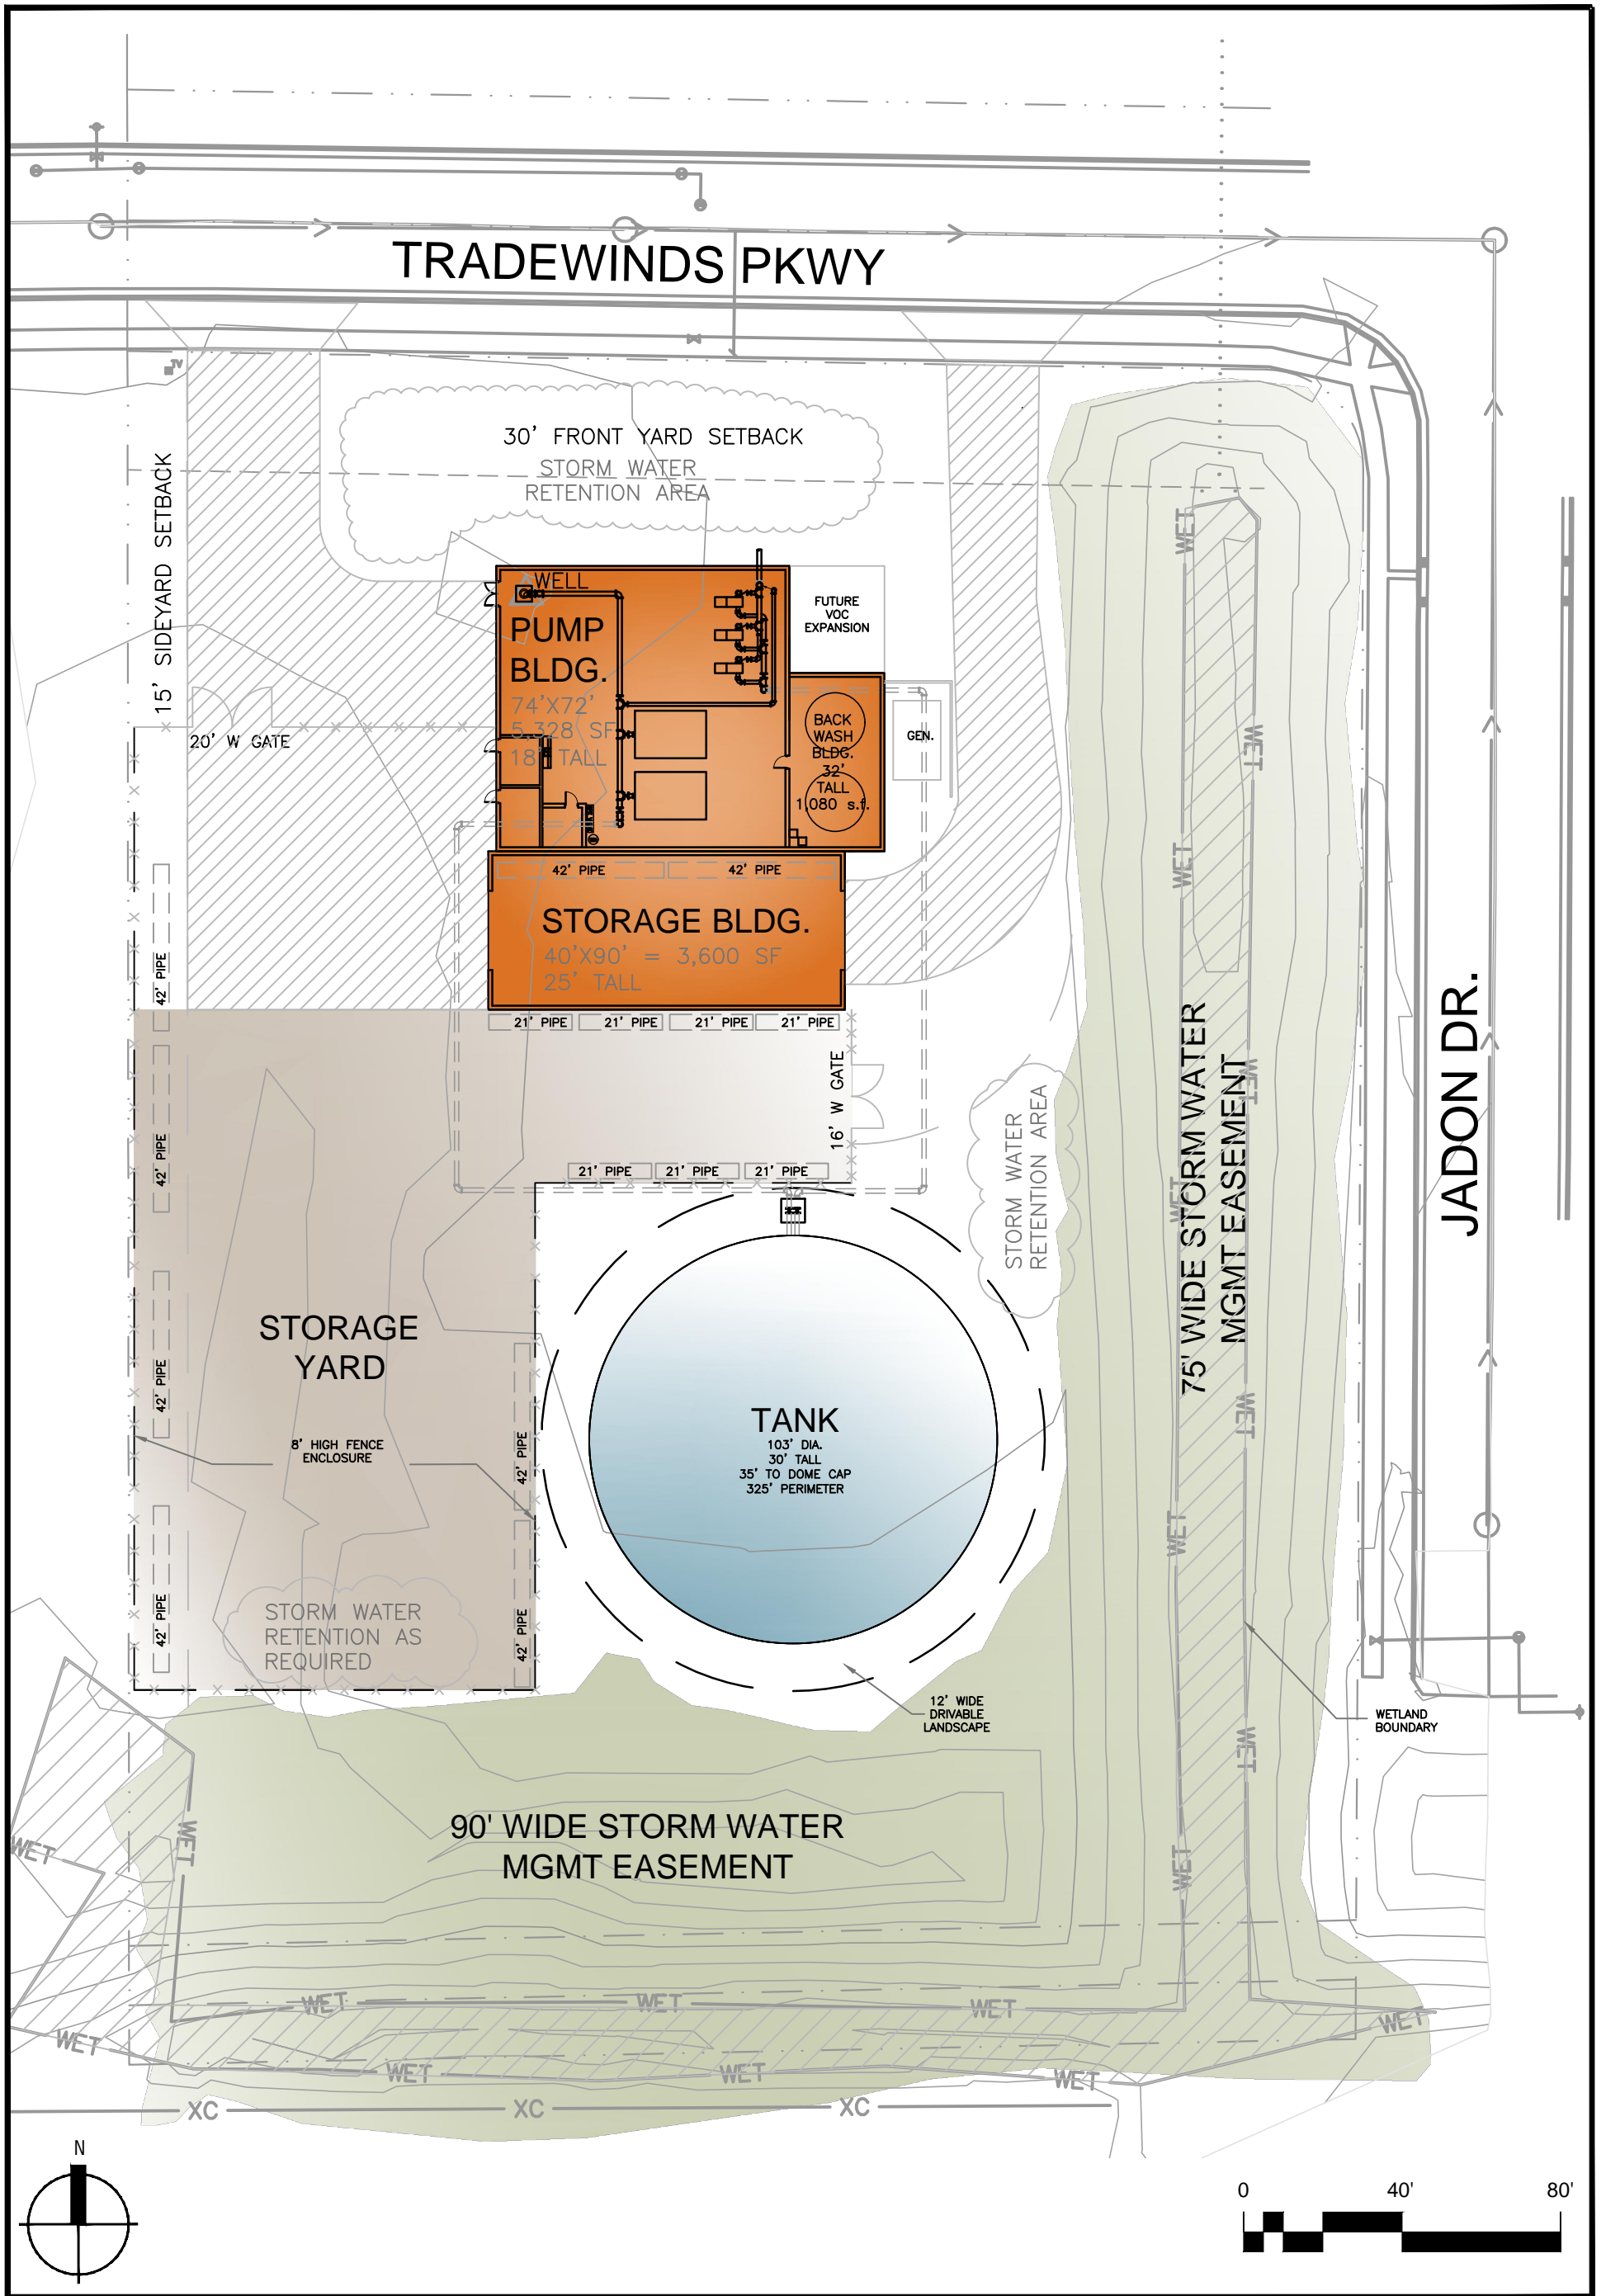 TRADEWINDS PKWY
TV
30' FRONT YARD SETBACK
STORM WATER
RETENTION AREA
15' SIDEYARD SETBACK
20' W GATE
WELL
PUMP
BLDG.
74'X72'
5,328 SF
18' TALL
FUTURE
VOC
EXPANSION
BACK
WASH
BLDG.
32'
TALL
1,080 s.f.
GEN.
42' PIPE
42' PIPE
STORAGE BLDG.
40'X90' = 3,600 SF
25' TALL
21' PIPE
21' PIPE
21' PIPE
21' PIPE
16' W GATE
21' PIPE
21' PIPE
21' PIPE
42' PIPE
42' PIPE
42' PIPE
42' PIPE
42' PIPE
42' PIPE
STORAGE
YARD
8' HIGH FENCE
ENCLOSURE
STORM WATER
RETENTION AS
REQUIRED
TANK
103' DIA.
30' TALL
35' TO DOME CAP
325' PERIMETER
STORM WATER
RETENTION AREA
75' WIDE STORM WATER
MGMT EASEMENT
JADON DR.
WET
WET
WET
WET
WET
WET
WET
WET
WET
WET
12' WIDE
DRIVABLE
LANDSCAPE
WETLAND
BOUNDARY
90' WIDE STORM WATER
MGMT EASEMENT
WET
WET
WET
WET
WET
WET
WET
WET
WET
WET
XC
XC
XC
N
0
40'
80'